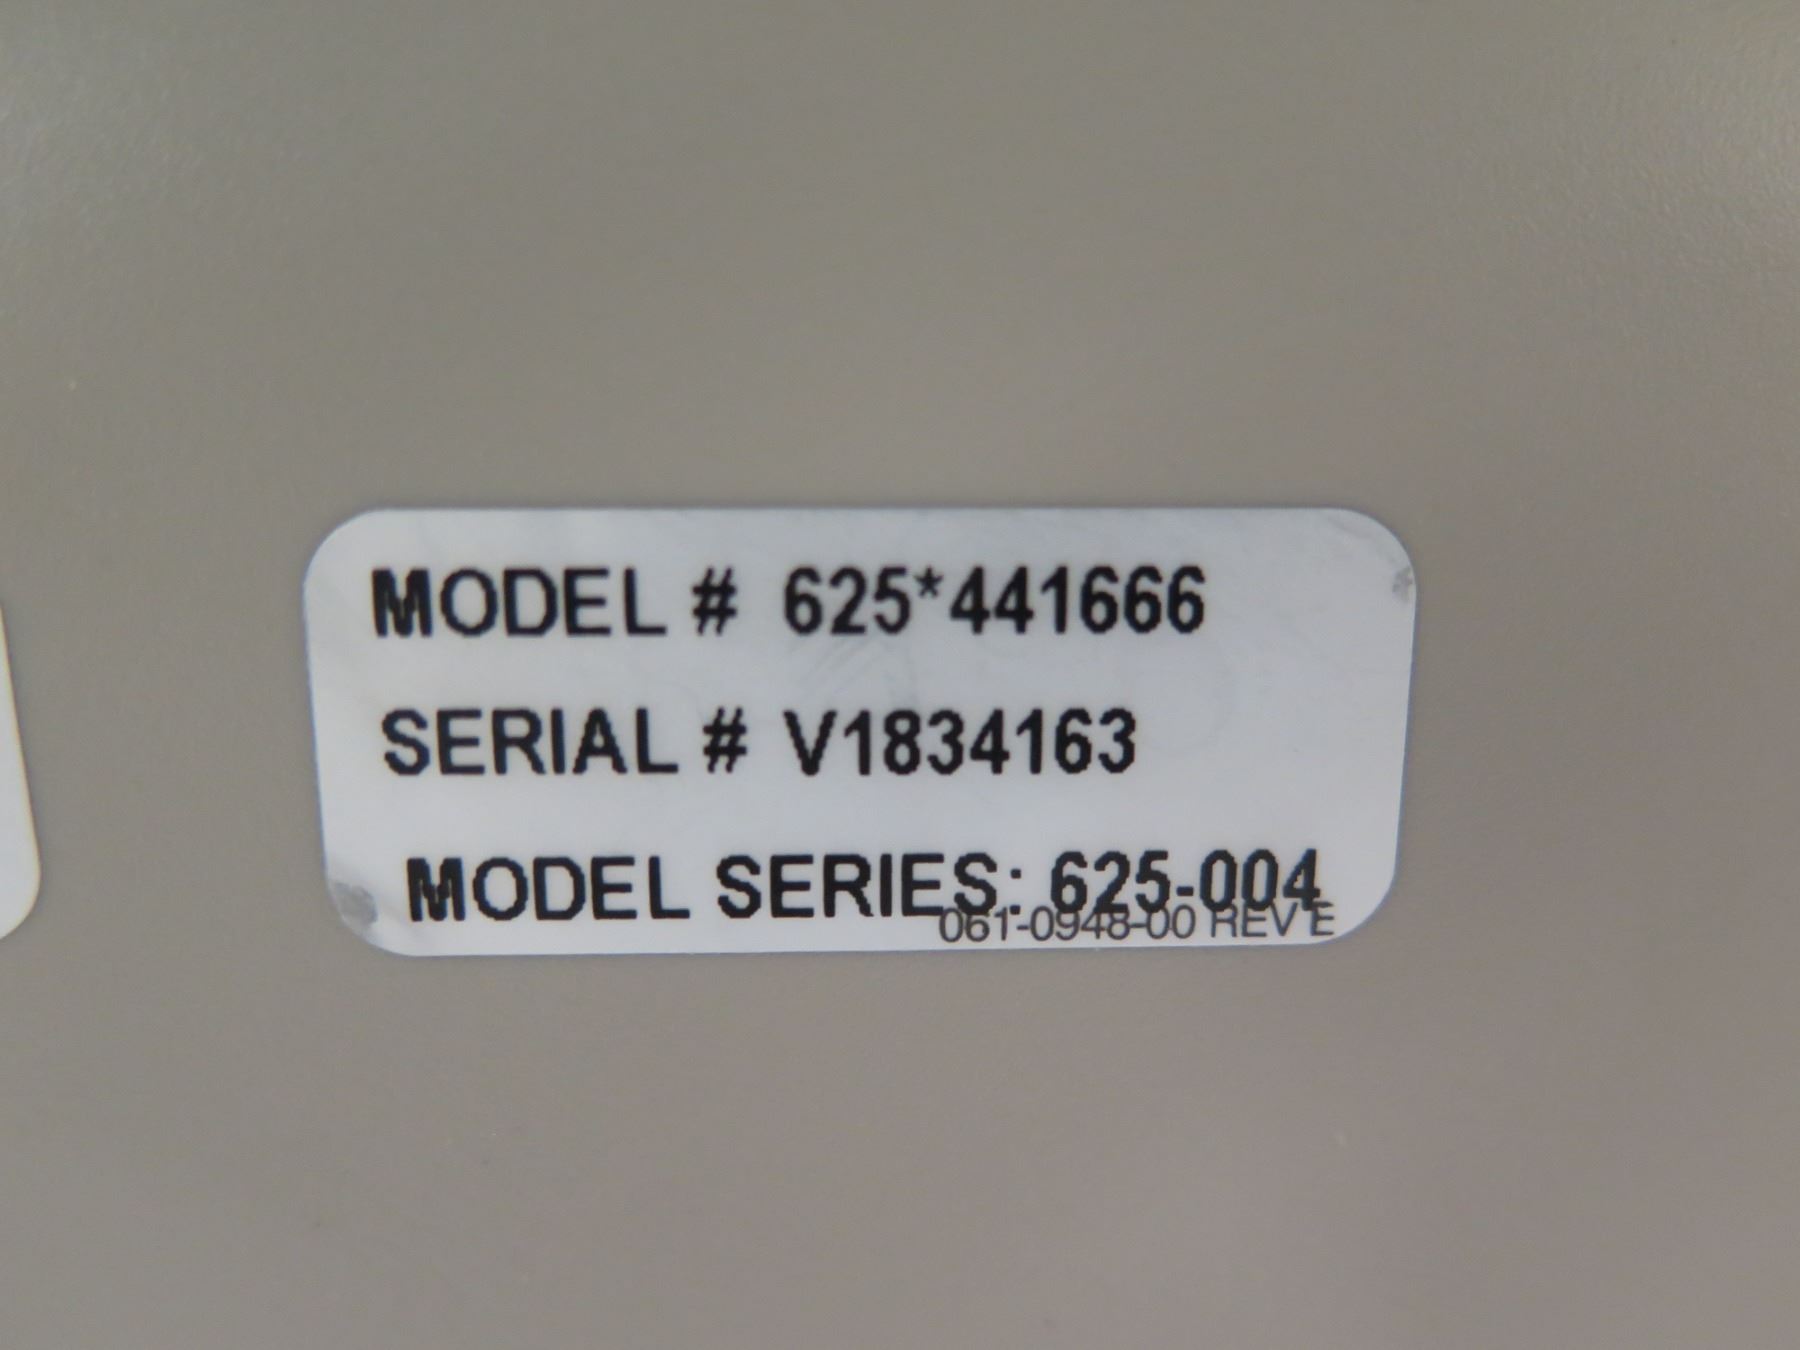 MODEL # 625*441666
SERIAL # V1834163
MODEL SERIES: 625-004
061-0948-00 REV E